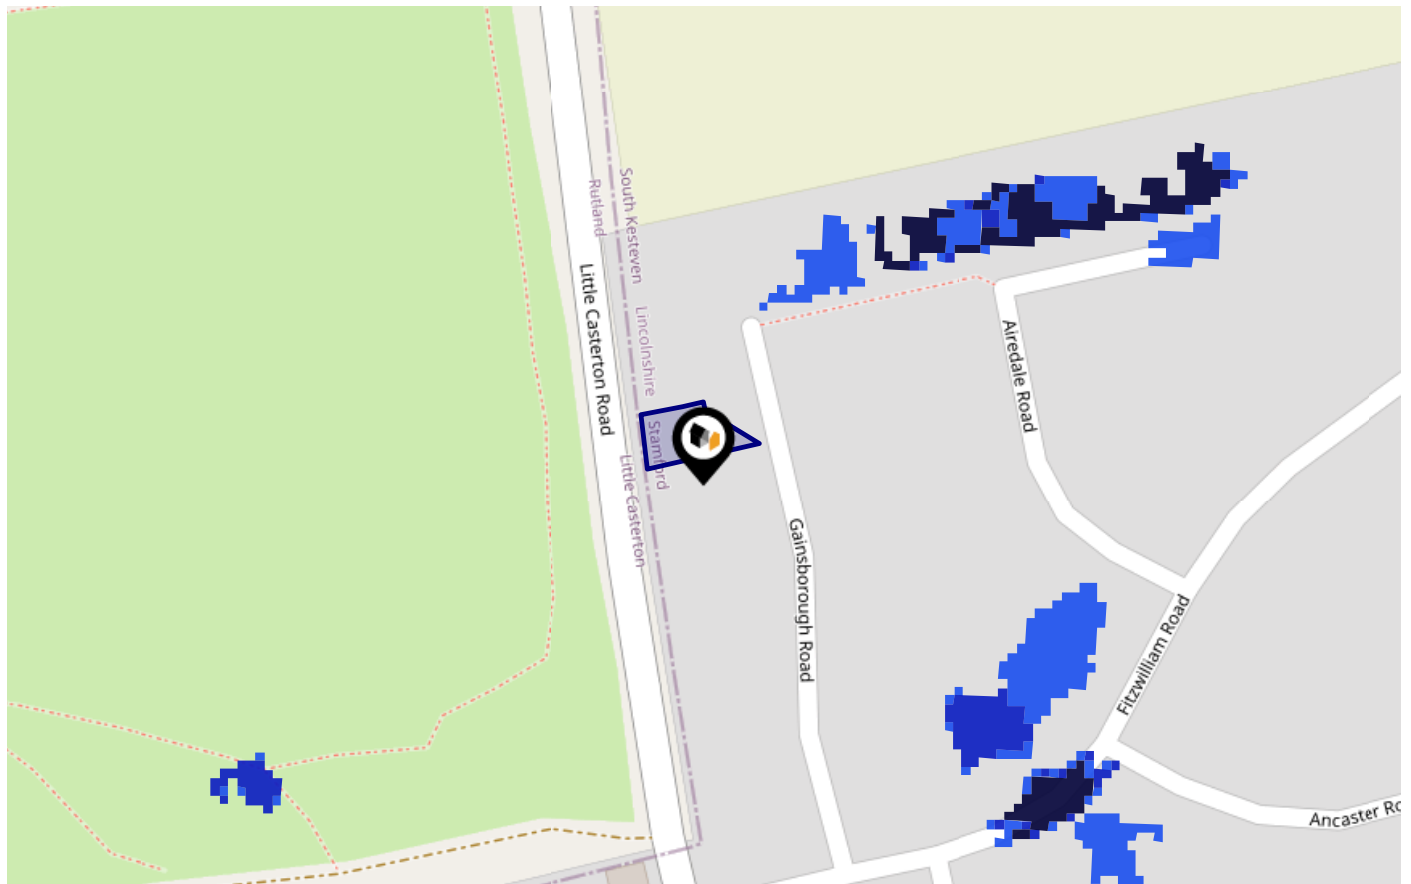 South Kesteven
Rutland
Little Casterton Road
Lincolnshire
Airedale Road
Stamford
Little Casterton
Gainsborough Road
Fitzwilliam Road
Ancaster Ro